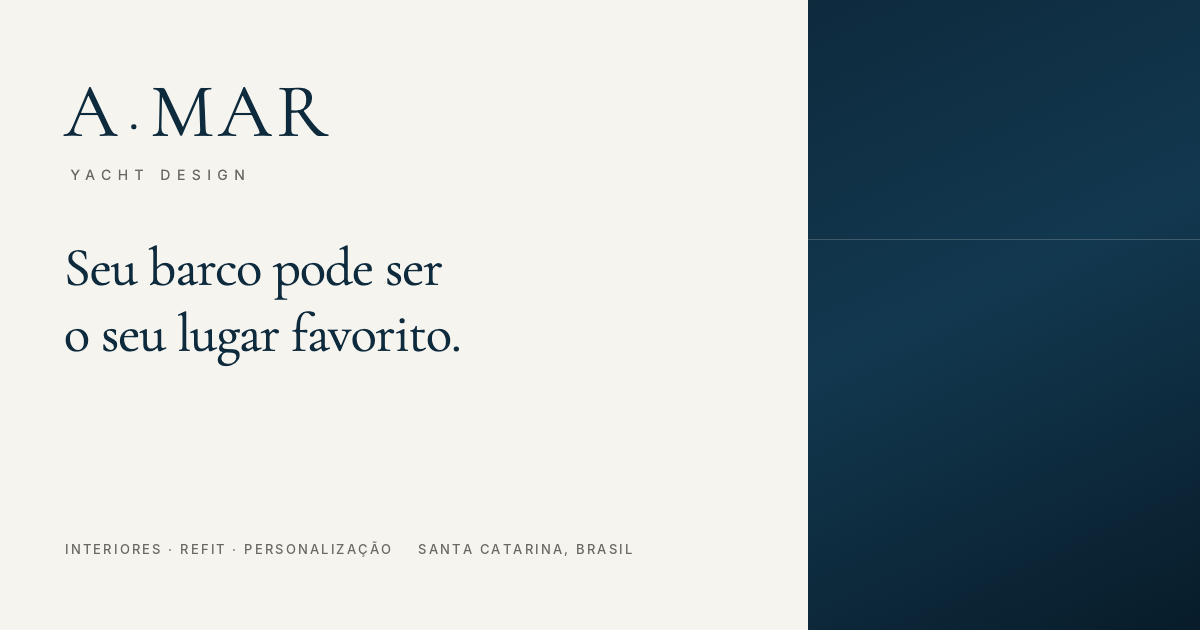 A.MAR
YACHT DESIGN
Seu barco pode ser
o seu lugar favorito.
INTERIORES · REFIT · PERSONALIZAÇÃO SANTA CATARINA, BRASIL